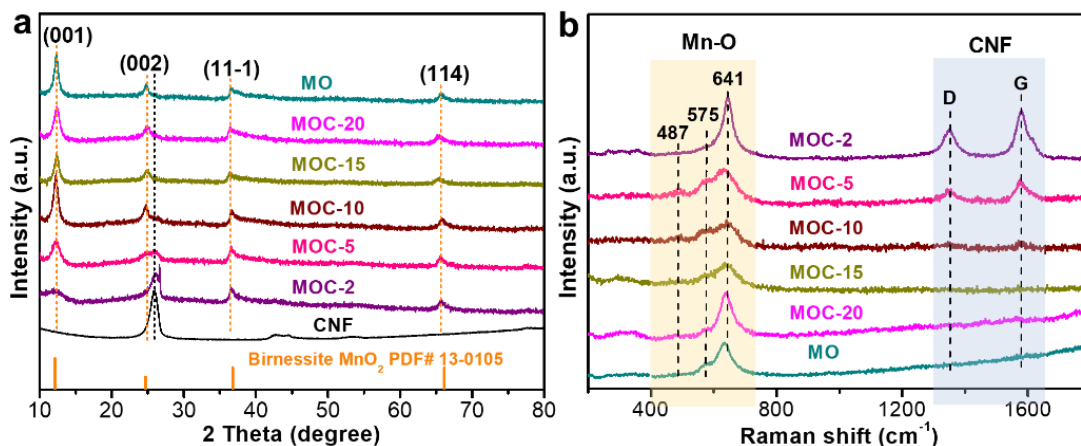 a
(001)
(002)
(11-1)
(114)
MO
MOC-20
MOC-15
MOC-10
MOC-5
MOC-2
CNF
Birnessite MnO₂ PDF# 13-0105
10 20 30 40 50 60 70 80
2 Theta (degree)
Intensity (a.u.)
b
Mn-O
CNF
641
575
487
D
G
MOC-2
MOC-5
MOC-10
MOC-15
MOC-20
MO
400 800 1200 1600
Raman shift (cm⁻¹)
Intensity (a.u.)